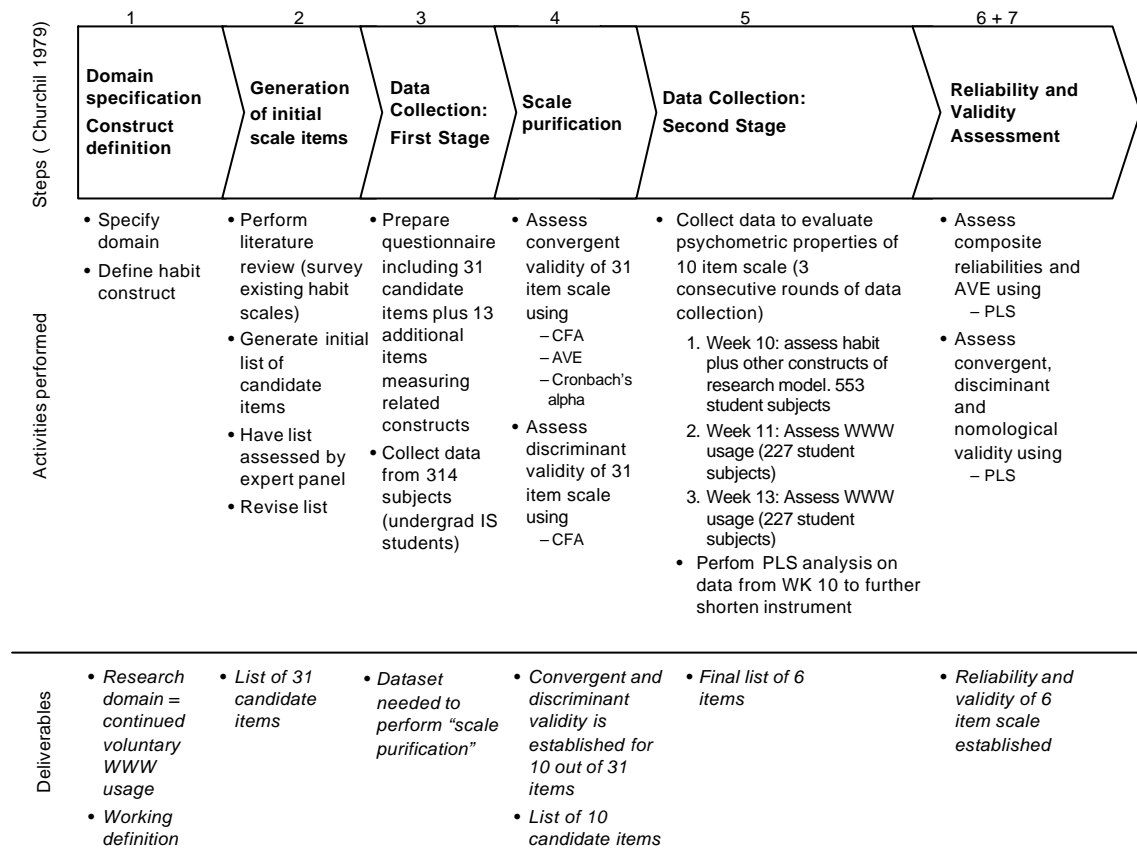 1
2
3
4
5
6 + 7
Steps ( Churchil 1979)
Domain
specification
Construct
definition
Generation
of initial
scale items
Data
Collection:
First Stage
Scale
purification
Data Collection:
Second Stage
Reliability and
Validity
Assessment
Activities performed
• Specify
domain
• Define habit
construct
• Perform
literature
review (survey
existing habit
scales)
• Generate initial
list of
candidate
items
• Have list
assessed by
expert panel
• Revise list
• Prepare
questionnaire
including 31
candidate
items plus 13
additional
items
measuring
related
constructs
• Collect data
from 314
subjects
(undergrad IS
students)
• Assess
convergent
validity of 31
item scale
using
– CFA
– AVE
– Cronbach’s
alpha
• Assess
discriminant
validity of 31
item scale
using
– CFA
• Collect data to evaluate
psychometric properties of
10 item scale (3
consecutive rounds of data
collection)
1. Week 10: assess habit
plus other constructs of
research model. 553
student subjects
2. Week 11: Assess WWW
usage (227 student
subjects)
3. Week 13: Assess WWW
usage (227 student
subjects)
• Perfom PLS analysis on
data from WK 10 to further
shorten instrument
• Assess
composite
reliabilities and
AVE using
– PLS
• Assess
convergent,
disciminant
and
nomological
validity using
– PLS
Deliverables
• Research
domain =
continued
voluntary
WWW
usage
• Working
definition
• List of 31
candidate
items
• Dataset
needed to
perform “scale
purification”
• Convergent and
discriminant
validity is
established for
10 out of 31
items
• List of 10
candidate items
• Final list of 6
items
• Reliability and
validity of 6
item scale
established